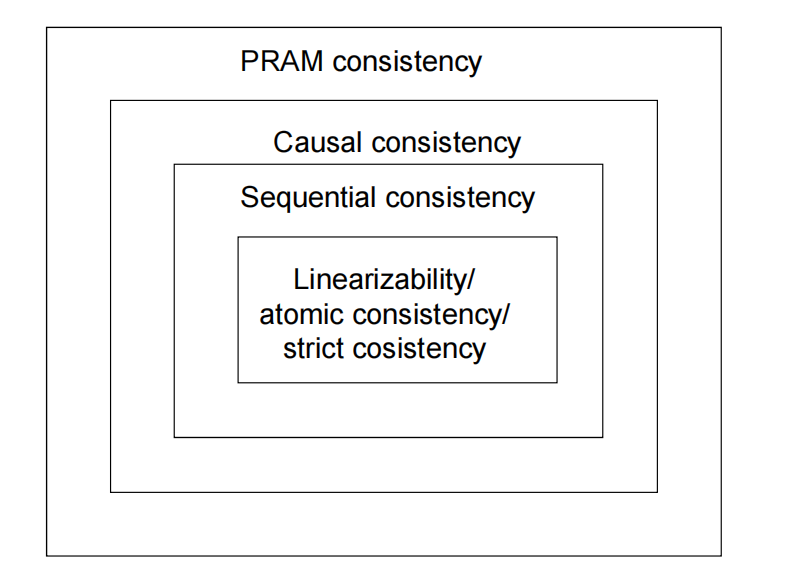 PRAM consistency
Causal consistency
Sequential consistency
Linearizability/
atomic consistency/
strict cosistency